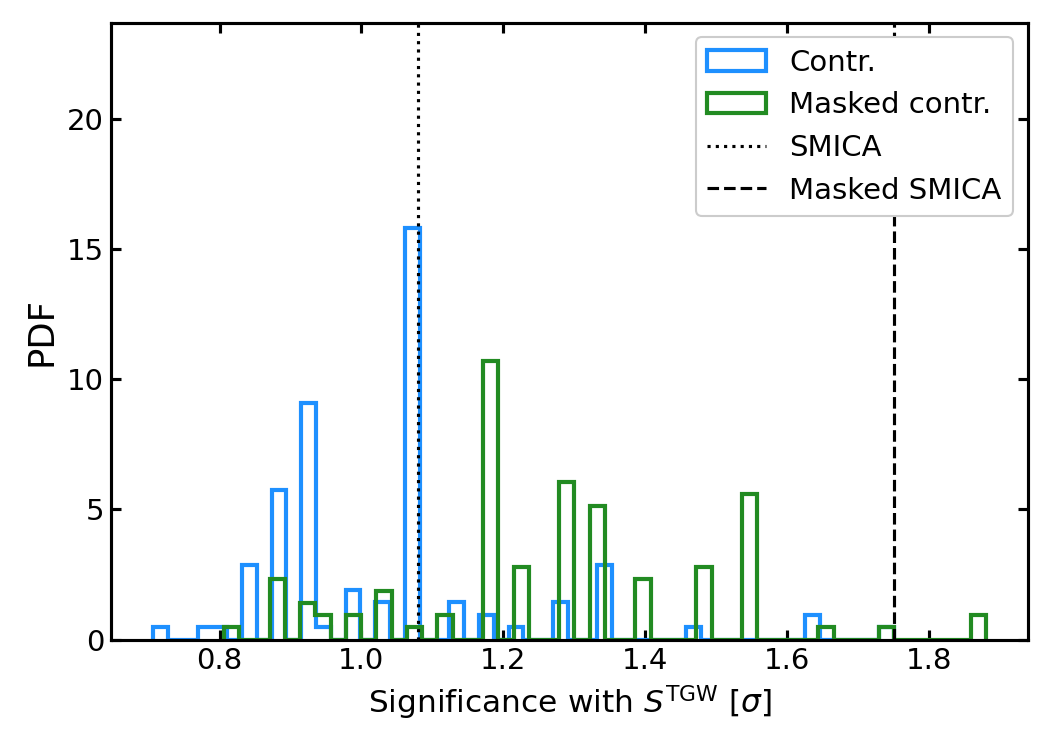 Contr.
Masked contr.
SMICA
Masked SMICA
PDF
20
15
10
5
0
0.8 1.0 1.2 1.4 1.6 1.8
Significance with S^TGW [σ]